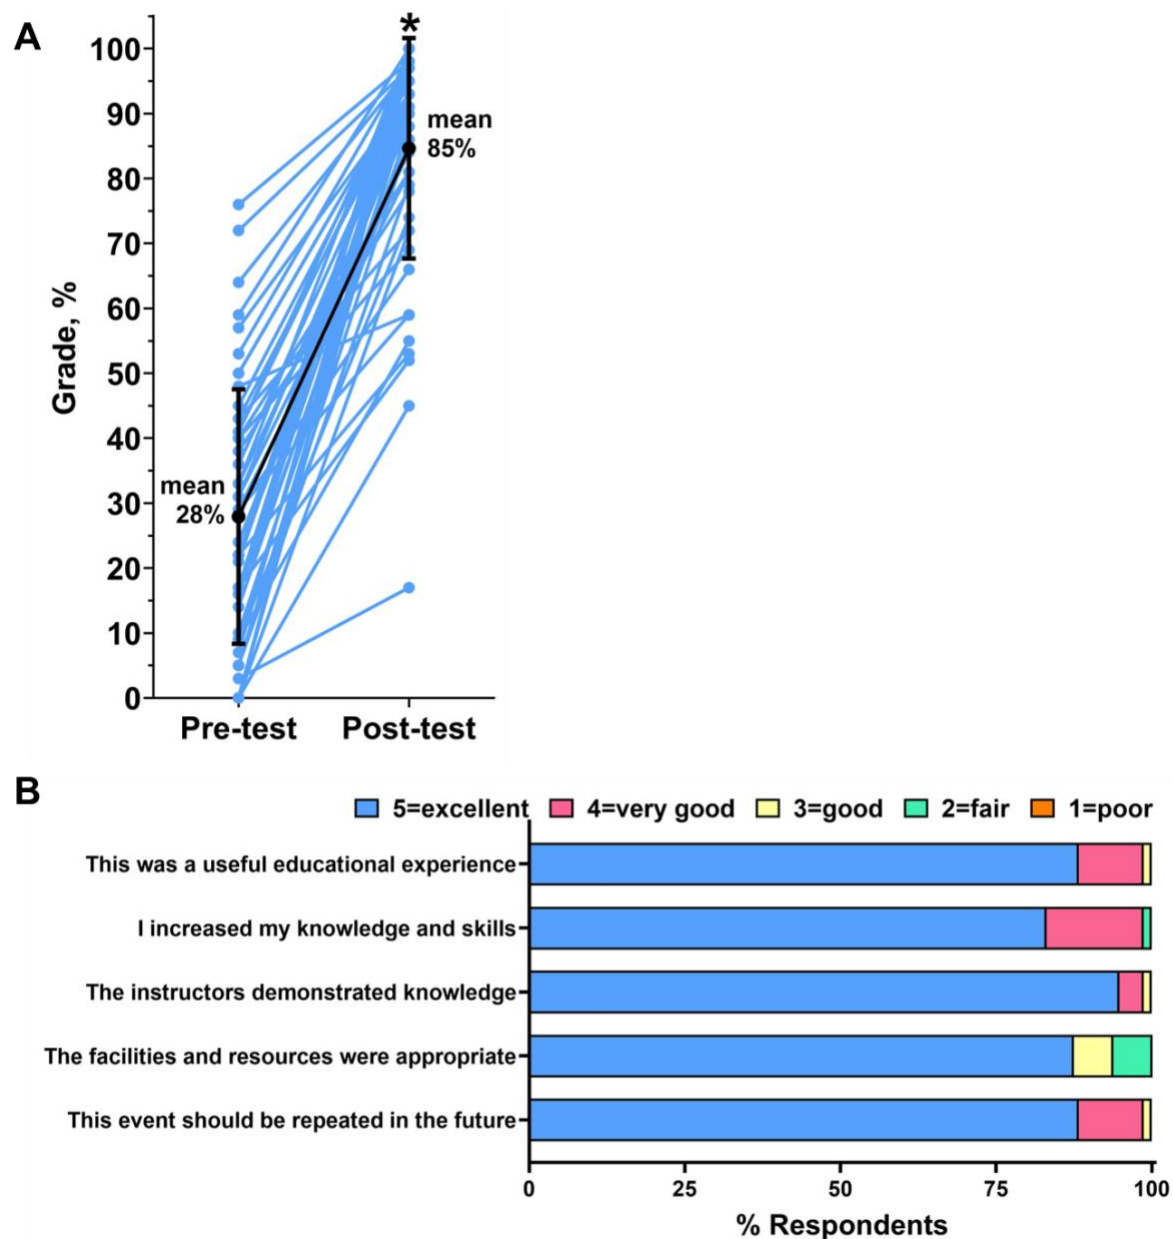 A
*
100
90
80
70
60
50
40
30
20
10
0
Grade, %
mean
85%
mean
28%
Pre-test
Post-test
B
5=excellent 4=very good 3=good 2=fair 1=poor
This was a useful educational experience
I increased my knowledge and skills
The instructors demonstrated knowledge
The facilities and resources were appropriate
This event should be repeated in the future
0 25 50 75 100
% Respondents